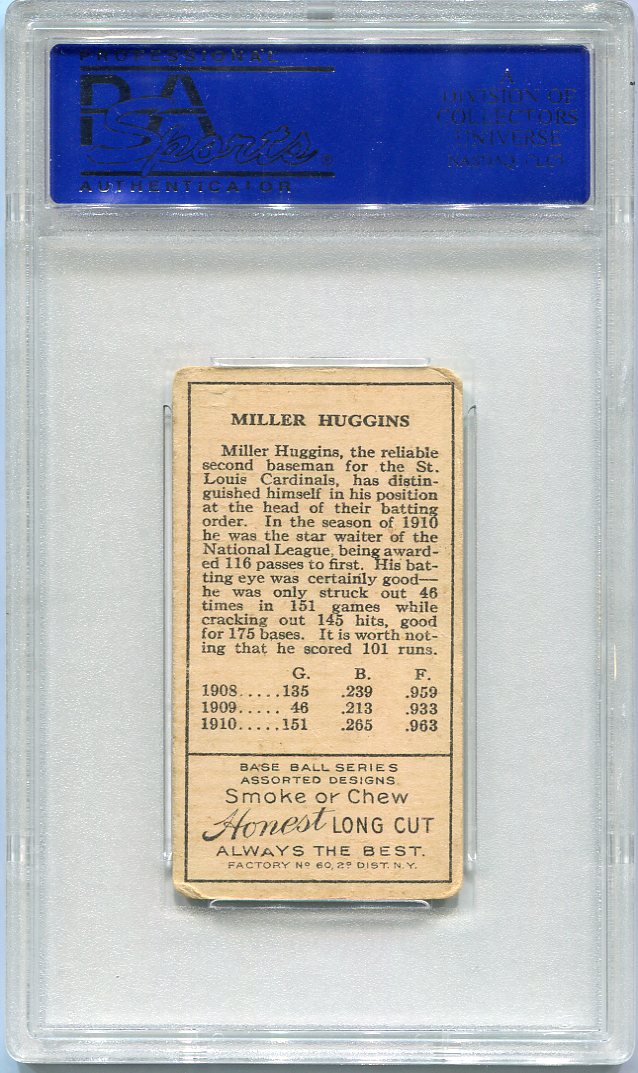 PROFESSIONAL
PSA
Sports®
AUTHENTICATOR
A
DIVISION OF
COLLECTORS
UNIVERSE
NASDAQ: CLCT
MILLER HUGGINS
Miller Huggins, the reliable
second baseman for the St.
Louis Cardinals, has distin-
guished himself in his position
at the head of their batting
order. In the season of 1910
he was the star waiter of the
National League, being award-
ed 116 passes to first. His bat-
ting eye was certainly good—
he was only struck out 46
times in 151 games while
cracking out 145 hits, good
for 175 bases. It is worth not-
ing that he scored 101 runs.
G. B. F.
1908.....135 .239 .959
1909..... 46 .213 .933
1910.....151 .265 .963
BASE BALL SERIES
ASSORTED DESIGNS
Smoke or Chew
Honest LONG CUT
ALWAYS THE BEST.
FACTORY Nº 60, 2ᴰ DIST. N.Y.